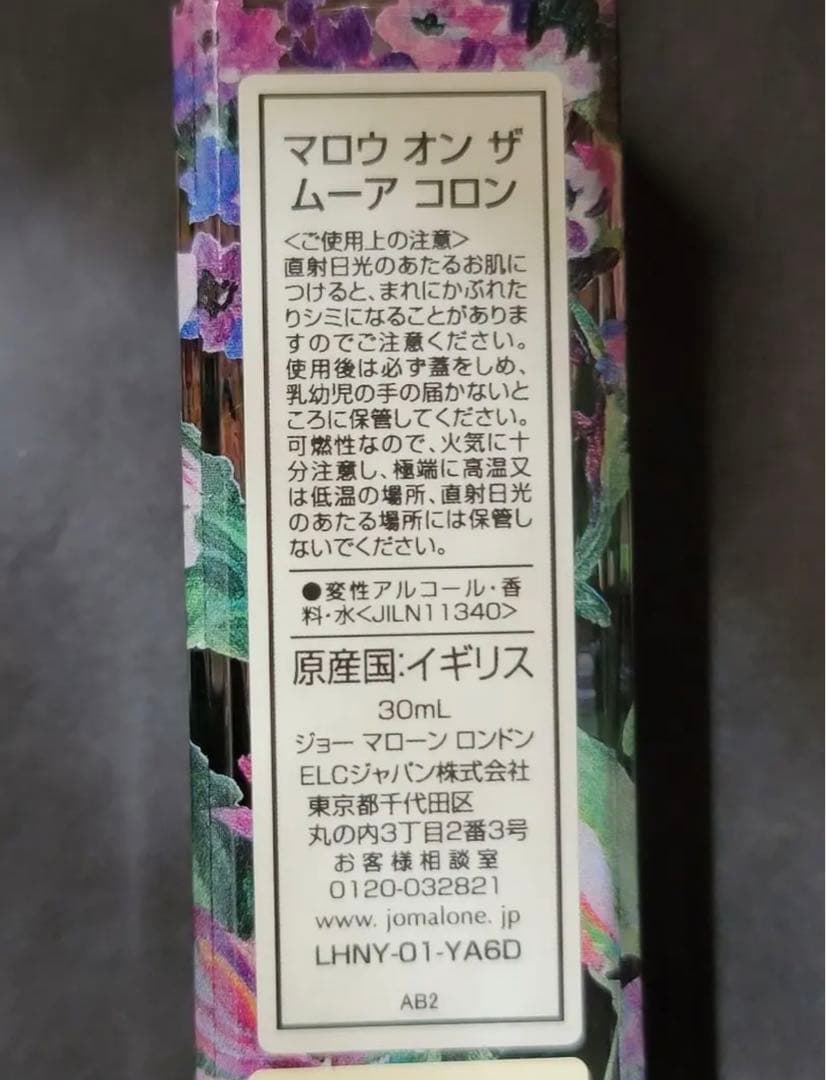 マロウ オン ザ
ムーア コロン
<ご使用上の注意>
直射日光のあたるお肌に
つけると、まれにかぶれた
りシミになることがありま
すのでご注意ください。
使用後は必ず蓋をしめ、
乳幼児の手の届かないと
ころに保管してください。
可燃性なので、火気に十
分注意し、極端に高温又
は低温の場所、直射日光
のあたる場所には保管し
ないでください。
●変性アルコール・香
料・水<JILN11340>
原産国:イギリス
30mL
ジョー マローン ロンドン
ELCジャパン株式会社
東京都千代田区
丸の内3丁目2番3号
お客様相談室
0120-032821
www. jomalone. jp
LHNY-01-YA6D
AB2